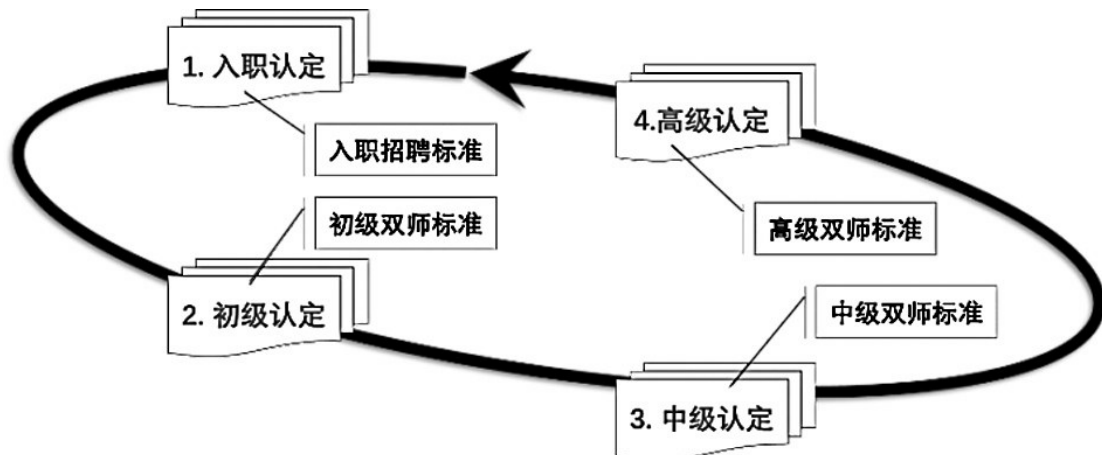 1. 入职认定
入职招聘标准
初级双师标准
2. 初级认定
4.高级认定
高级双师标准
中级双师标准
3. 中级认定